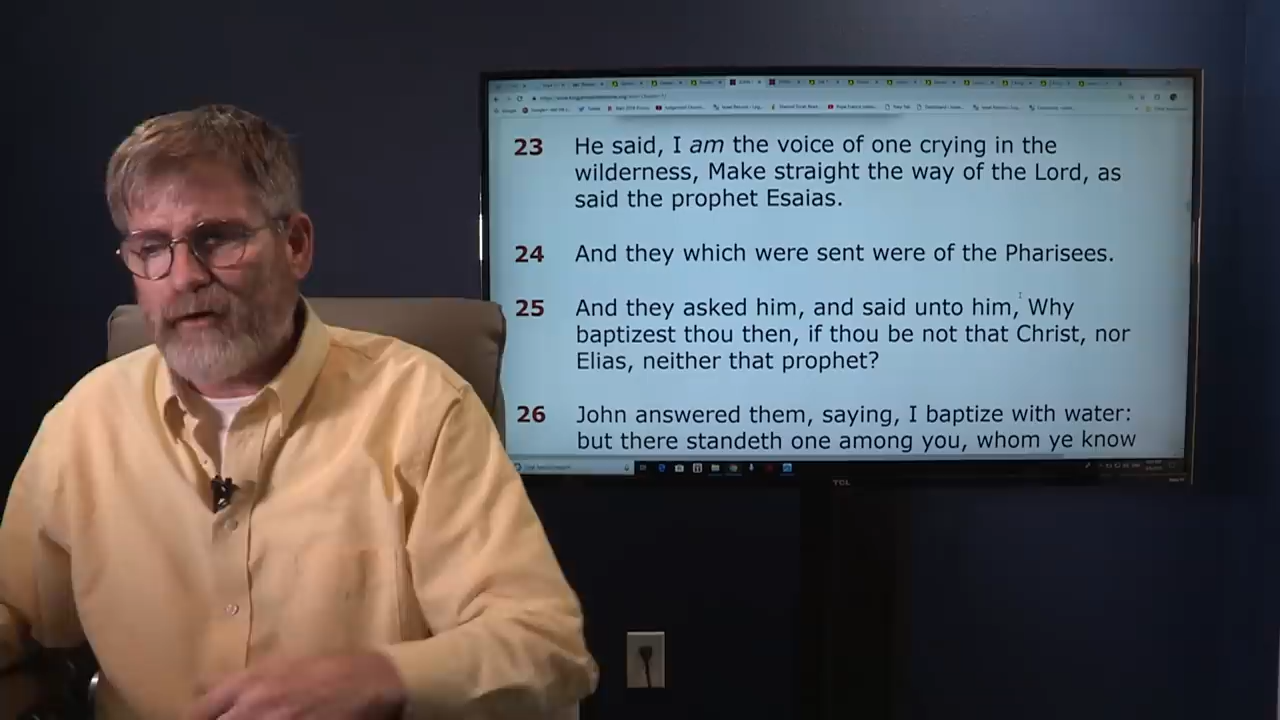 23 He said, I am the voice of one crying in the
wilderness, Make straight the way of the Lord, as
said the prophet Esaias.
24 And they which were sent were of the Pharisees.
25 And they asked him, and said unto him, Why
baptizest thou then, if thou be not that Christ, nor
Elias, neither that prophet?
26 John answered them, saying, I baptize with water:
but there standeth one among you, whom ye know
TCL